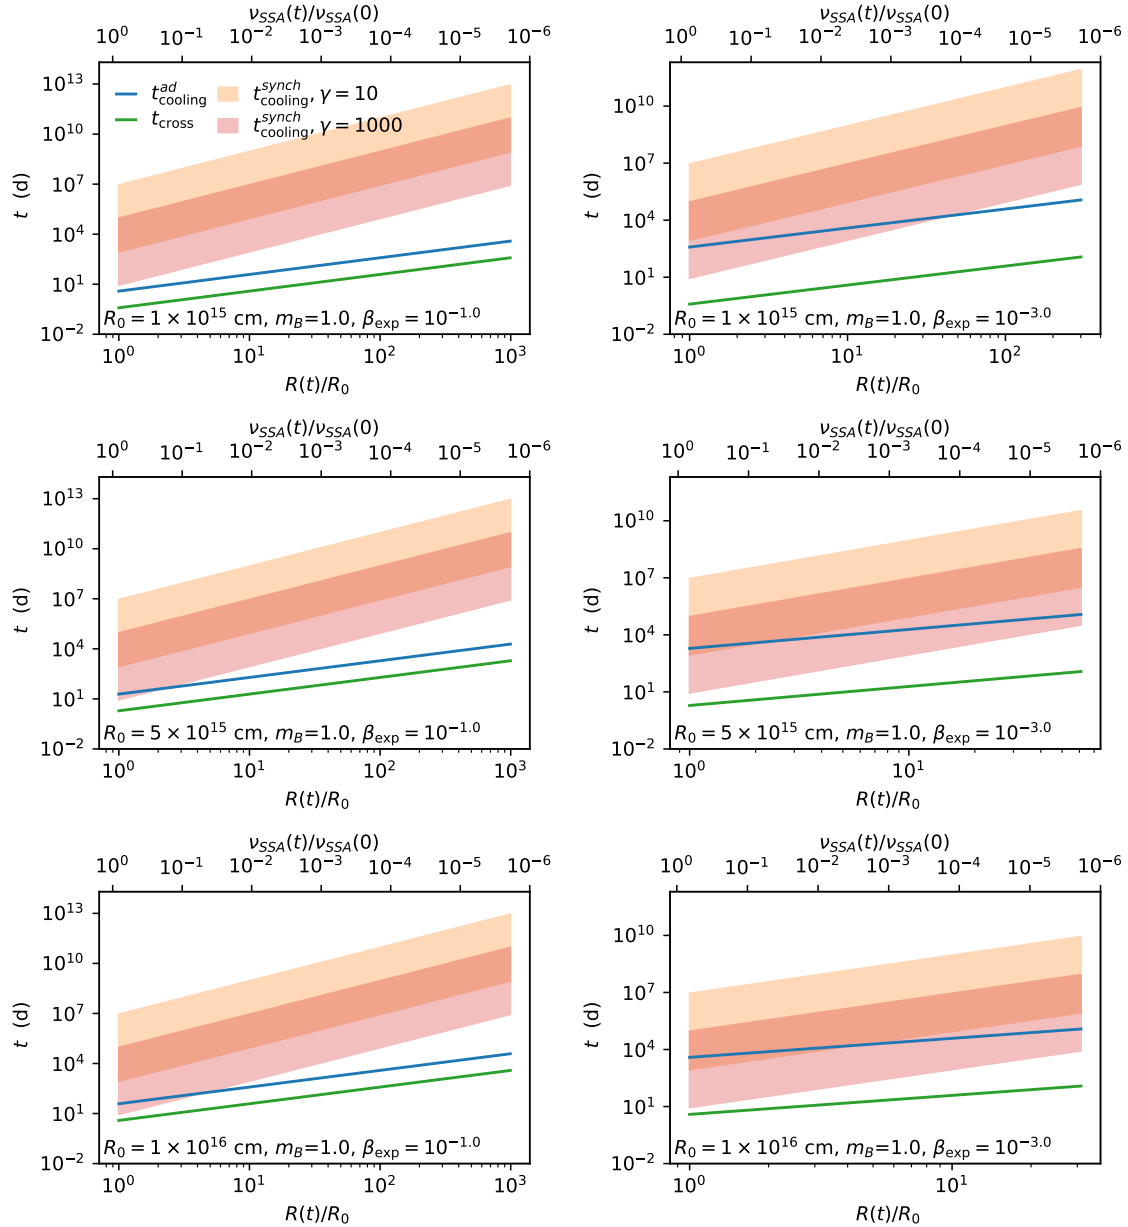 ν_SSA(t)/ν_SSA(0)
10^0 10^-1 10^-2 10^-3 10^-4 10^-5 10^-6
10^13
10^10
10^7
10^4
10^1
10^-2
t (d)
t^ad_cooling
t_cross
t^synch_cooling, γ = 10
t^synch_cooling, γ = 1000
R_0 = 1 × 10^15 cm, m_B=1.0, β_exp = 10^-1.0
10^0 10^1 10^2 10^3
R(t)/R_0
ν_SSA(t)/ν_SSA(0)
10^0 10^-1 10^-2 10^-3 10^-4 10^-5 10^-6
10^10
10^7
10^4
10^1
10^-2
t (d)
R_0 = 1 × 10^15 cm, m_B=1.0, β_exp = 10^-3.0
10^0 10^1 10^2
R(t)/R_0
ν_SSA(t)/ν_SSA(0)
10^0 10^-1 10^-2 10^-3 10^-4 10^-5 10^-6
10^13
10^10
10^7
10^4
10^1
10^-2
t (d)
R_0 = 5 × 10^15 cm, m_B=1.0, β_exp = 10^-1.0
10^0 10^1 10^2 10^3
R(t)/R_0
ν_SSA(t)/ν_SSA(0)
10^0 10^-1 10^-2 10^-3 10^-4 10^-5 10^-6
10^10
10^7
10^4
10^1
10^-2
t (d)
R_0 = 5 × 10^15 cm, m_B=1.0, β_exp = 10^-3.0
10^0 10^1
R(t)/R_0
ν_SSA(t)/ν_SSA(0)
10^0 10^-1 10^-2 10^-3 10^-4 10^-5 10^-6
10^13
10^10
10^7
10^4
10^1
10^-2
t (d)
R_0 = 1 × 10^16 cm, m_B=1.0, β_exp = 10^-1.0
10^0 10^1 10^2 10^3
R(t)/R_0
ν_SSA(t)/ν_SSA(0)
10^0 10^-1 10^-2 10^-3 10^-4 10^-5 10^-6
10^10
10^7
10^4
10^1
10^-2
t (d)
R_0 = 1 × 10^16 cm, m_B=1.0, β_exp = 10^-3.0
10^0 10^1
R(t)/R_0